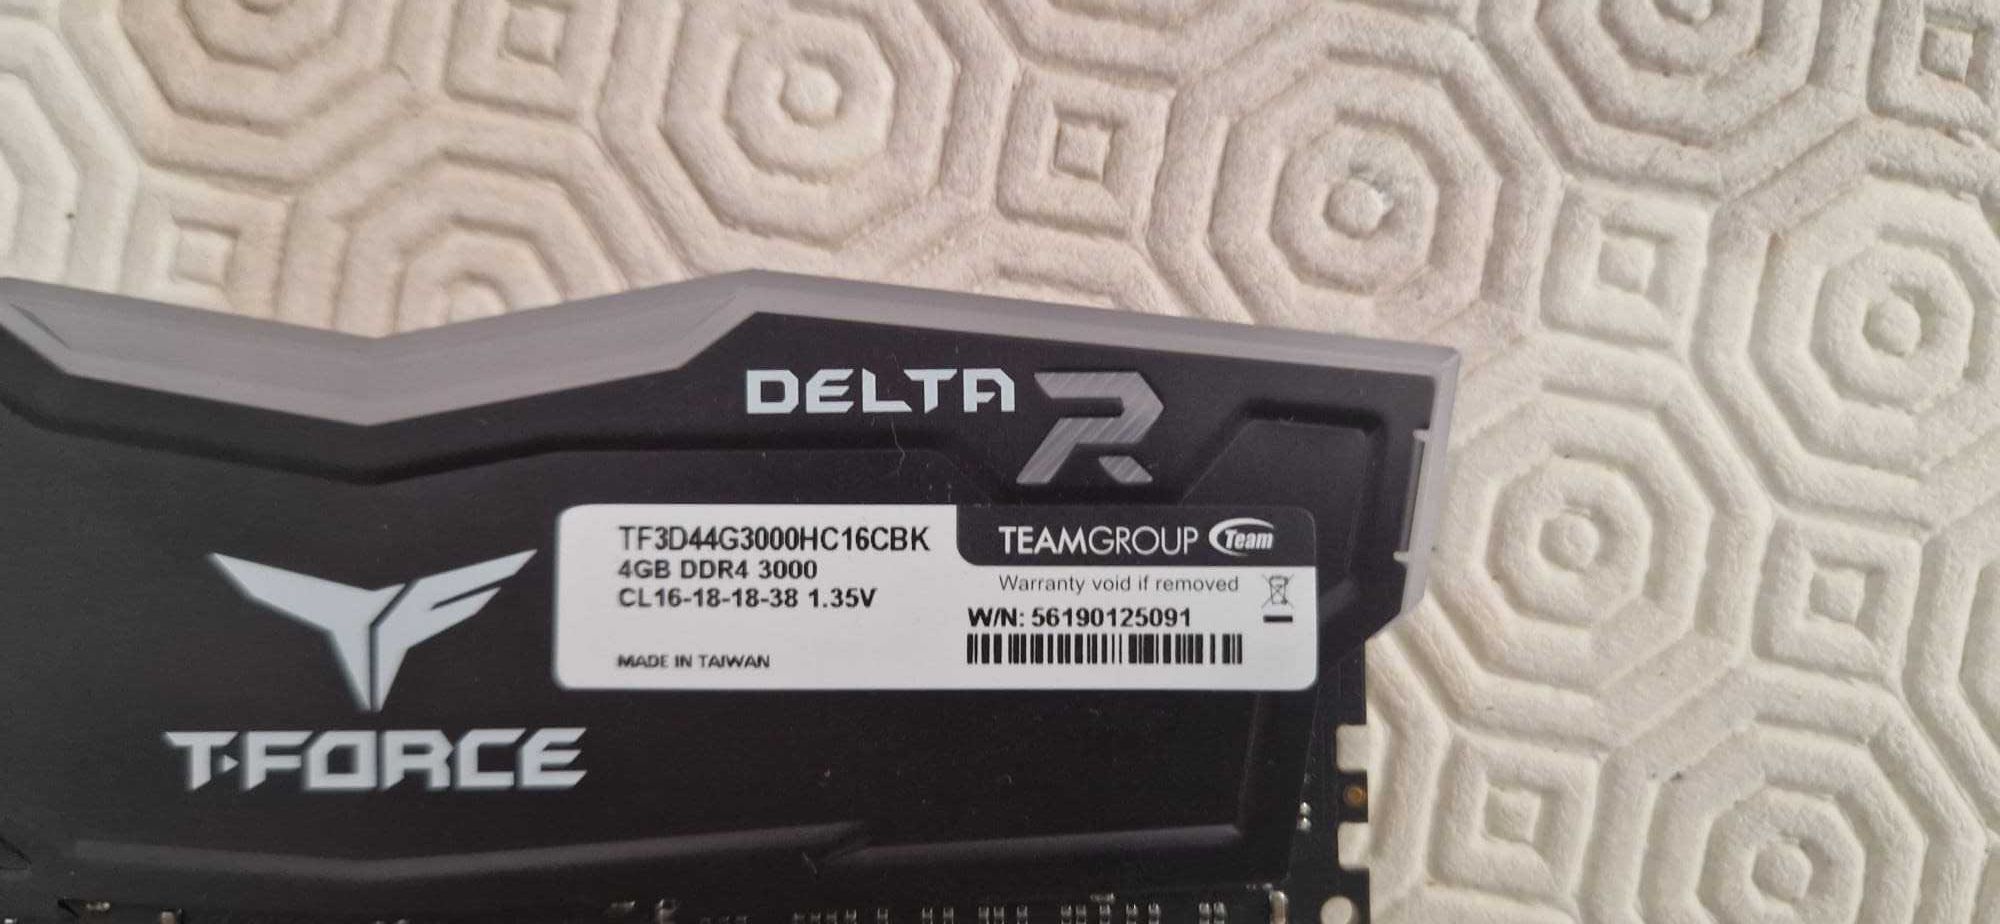 DELTA R
TF3D44G3000HC16CBK
4GB DDR4 3000
CL16-18-18-38 1.35V
MADE IN TAIWAN
TEAMGROUP Team
Warranty void if removed
W/N: 56190125091
T-FORCE